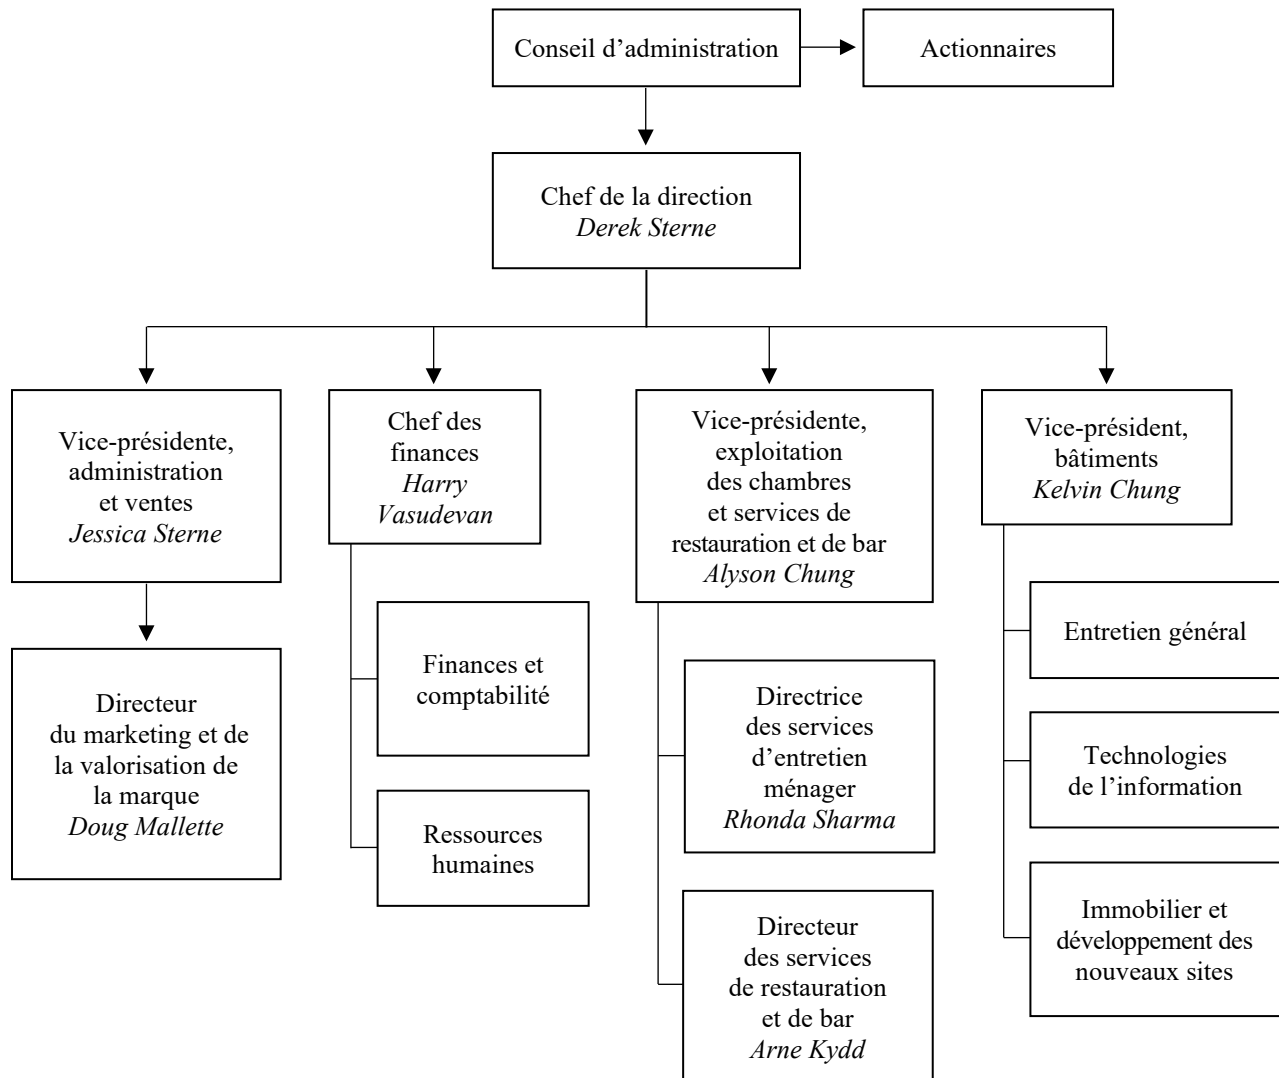 Conseil d’administration
Actionnaires
Chef de la direction
Derek Sterne
Vice-présidente,
administration
et ventes
Jessica Sterne
Directeur
du marketing et de
la valorisation de
la marque
Doug Mallette
Chef des
finances
Harry
Vasudevan
Finances et
comptabilité
Ressources
humaines
Vice-présidente,
exploitation
des chambres
et services de
restauration et de bar
Alyson Chung
Directrice
des services
d’entretien
ménager
Rhonda Sharma
Directeur
des services
de restauration
et de bar
Arne Kydd
Vice-président,
bâtiments
Kelvin Chung
Entretien général
Technologies
de l’information
Immobilier et
développement des
nouveaux sites